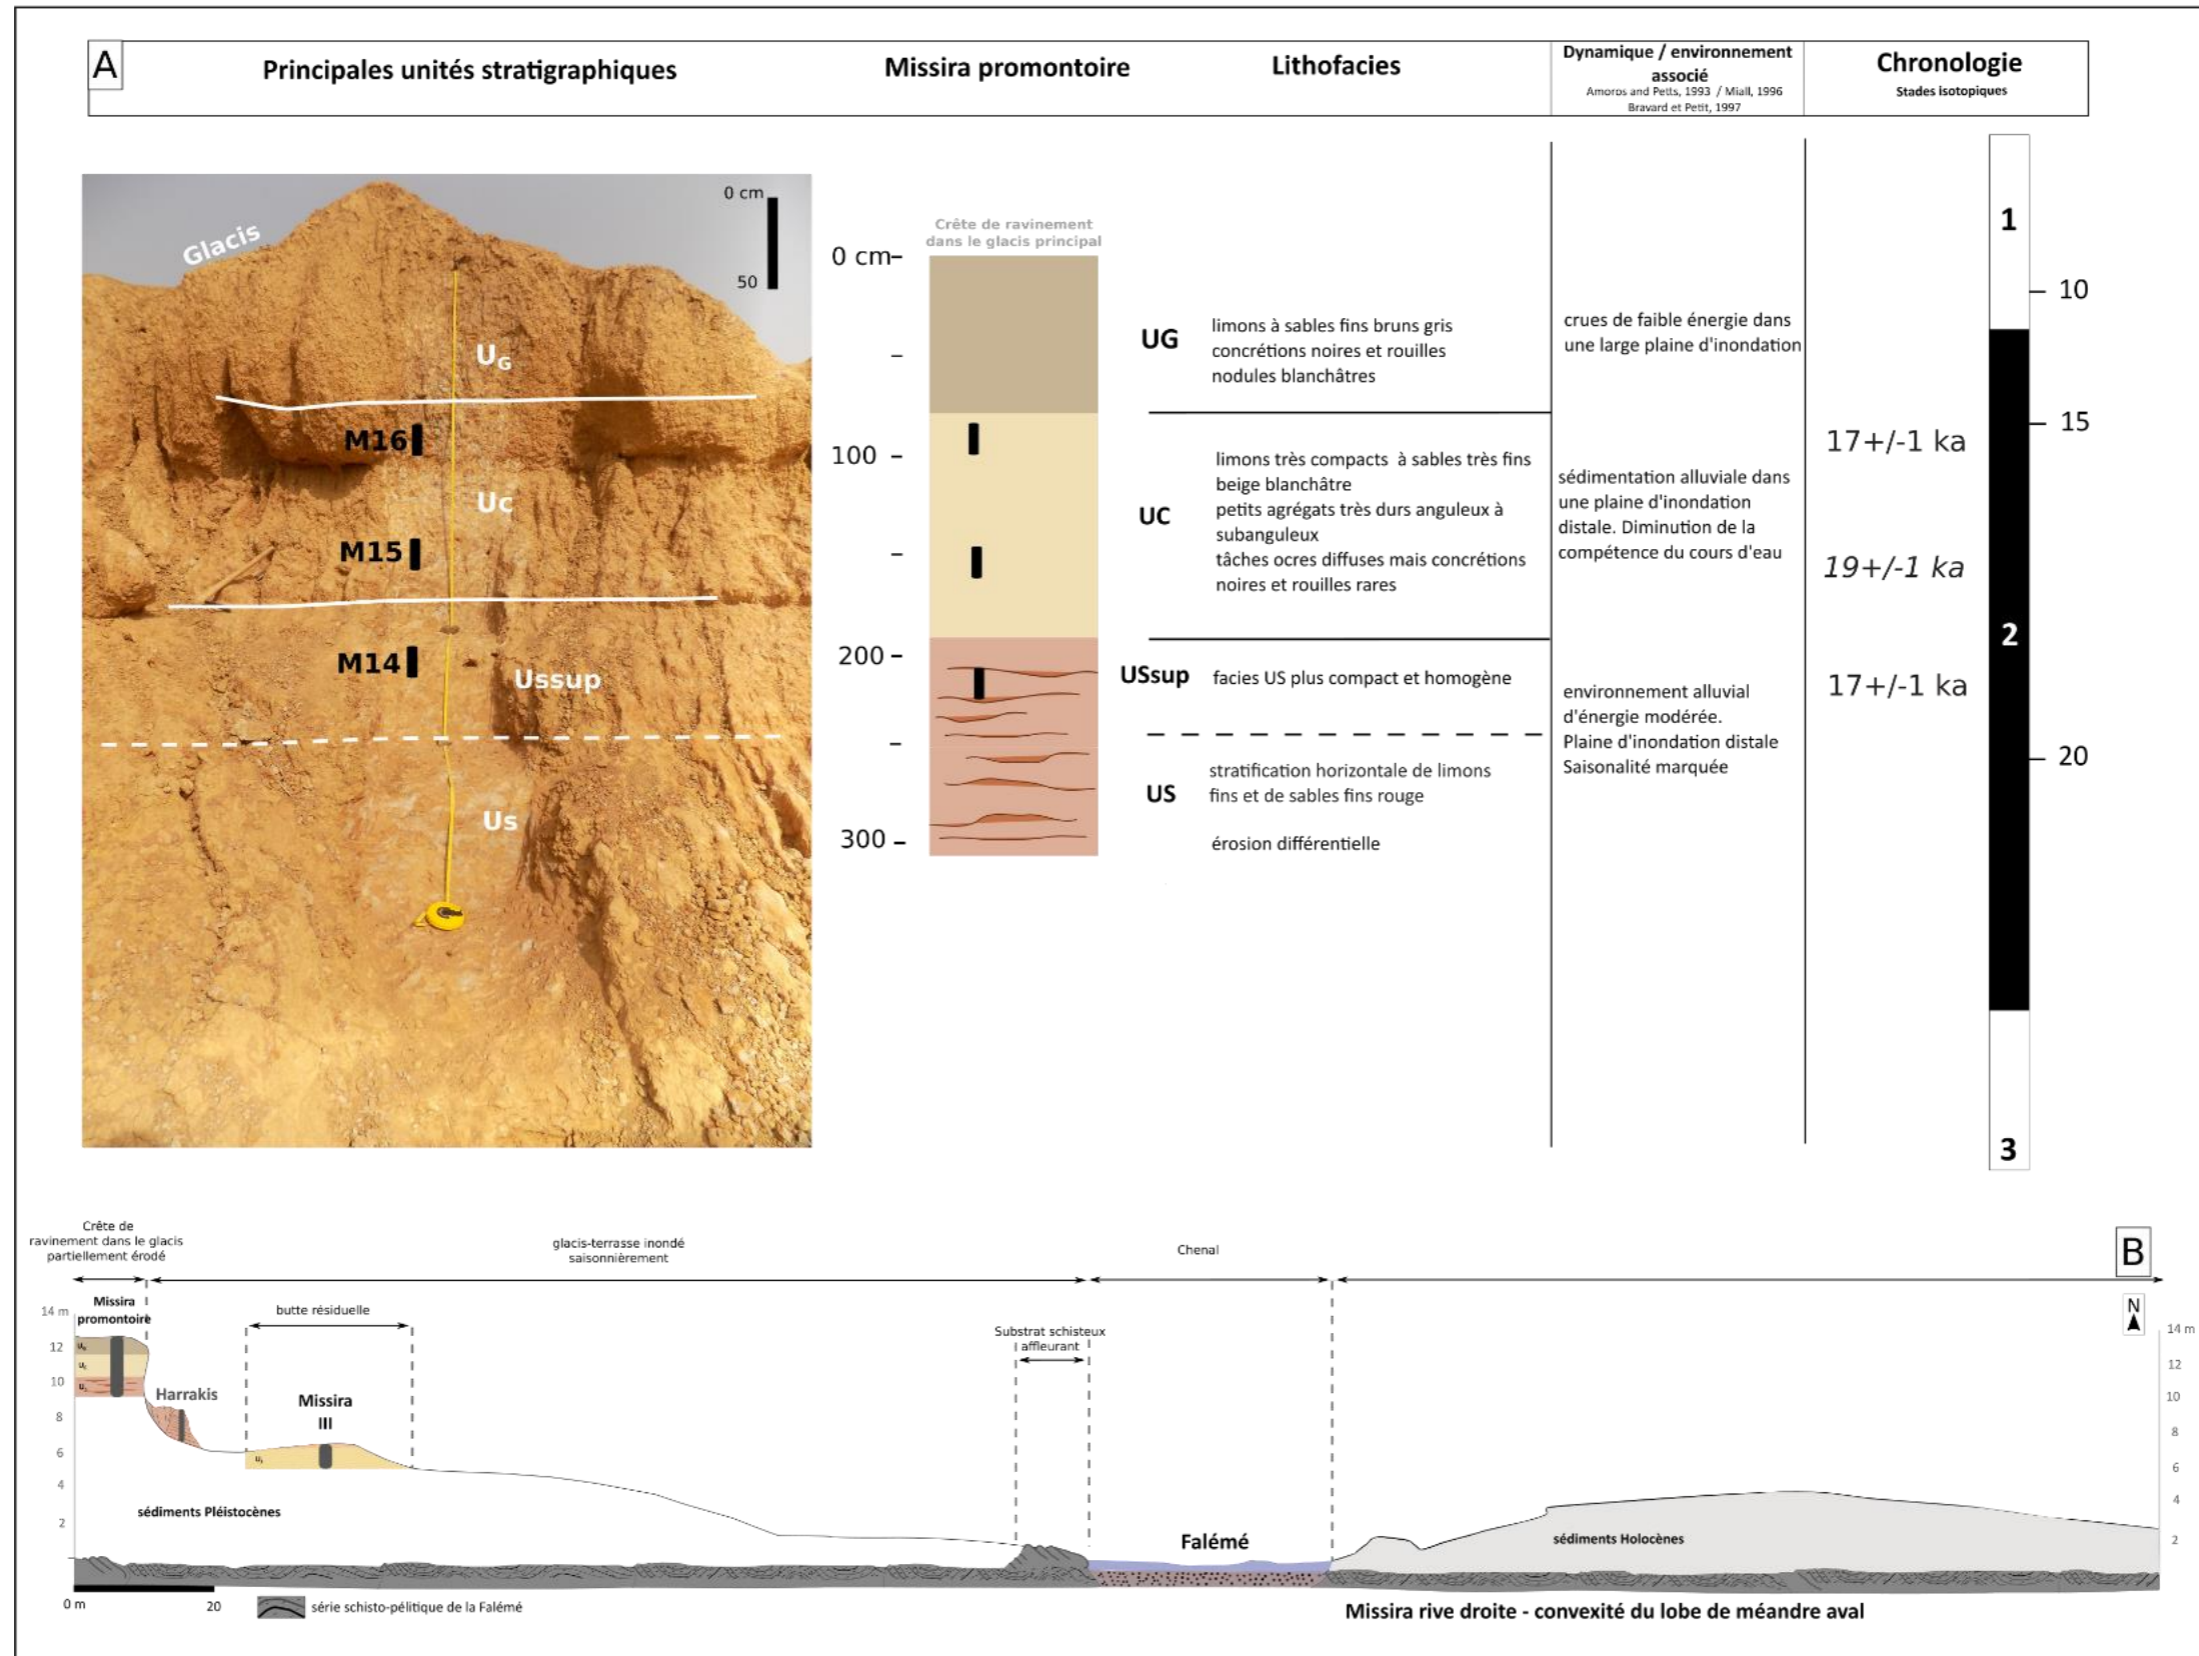 A
Principales unités stratigraphiques
Missira promontoire
Lithofacies
Dynamique / environnement
associé
Amoros and Petts, 1993 / Miall, 1996
Bravard et Petit, 1997
Chronologie
Stades isotopiques
0 cm
50
Glacis
UG
M16
Uc
M15
M14
Ussup
Us
Crête de ravinement
dans le glacis principal
0 cm
100
200
300
UG
limons à sables fins bruns gris
concrétions noires et rouilles
nodules blanchâtres
UC
limons très compacts à sables très fins
beige blanchâtre
petits agrégats très durs anguleux à
subanguleux
tâches ocres diffuses mais concrétions
noires et rouilles rares
USsup
facies US plus compact et homogène
US
stratification horizontale de limons
fins et de sables fins rouge
érosion différentielle
crues de faible énergie dans
une large plaine d'inondation
sédimentation alluviale dans
une plaine d'inondation
distale. Diminution de la
compétence du cours d'eau
environnement alluvial
d'énergie modérée.
Plaine d'inondation distale
Saisonalité marquée
17+/-1 ka
19+/-1 ka
17+/-1 ka
1
10
15
2
20
3
B
Crête de
ravinement dans le glacis
partiellement érodé
glacis-terrasse inondé
saisonnièrement
Chenal
N
Missira
promontoire
butte résiduelle
Substrat schisteux
affleurant
14 m
12
10
8
6
4
2
Harrakis
Missira
III
sédiments Pléistocènes
Falémé
sédiments Holocènes
14 m
12
10
8
6
4
2
0 m
20
série schisto-pélitique de la Falémé
Missira rive droite - convexité du lobe de méandre aval